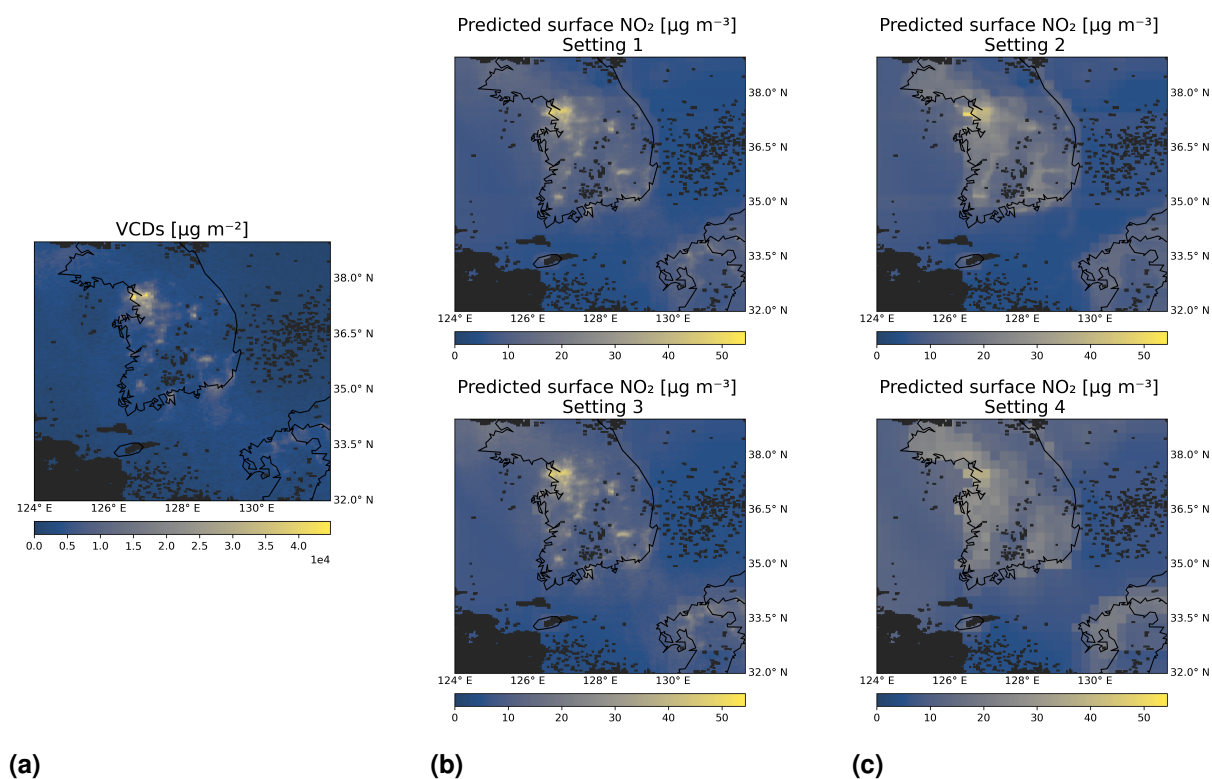 VCDs [μg m⁻²]
38.0° N
36.5° N
35.0° N
33.5° N
32.0° N
124° E 126° E 128° E 130° E
0.0 0.5 1.0 1.5 2.0 2.5 3.0 3.5 4.0
1e4
(a)
Predicted surface NO₂ [μg m⁻³]
Setting 1
38.0° N
36.5° N
35.0° N
33.5° N
32.0° N
124° E 126° E 128° E 130° E
0 10 20 30 40 50
Predicted surface NO₂ [μg m⁻³]
Setting 3
38.0° N
36.5° N
35.0° N
33.5° N
32.0° N
124° E 126° E 128° E 130° E
0 10 20 30 40 50
(b)
Predicted surface NO₂ [μg m⁻³]
Setting 2
38.0° N
36.5° N
35.0° N
33.5° N
32.0° N
124° E 126° E 128° E 130° E
0 10 20 30 40 50
Predicted surface NO₂ [μg m⁻³]
Setting 4
38.0° N
36.5° N
35.0° N
33.5° N
32.0° N
124° E 126° E 128° E 130° E
0 10 20 30 40 50
(c)